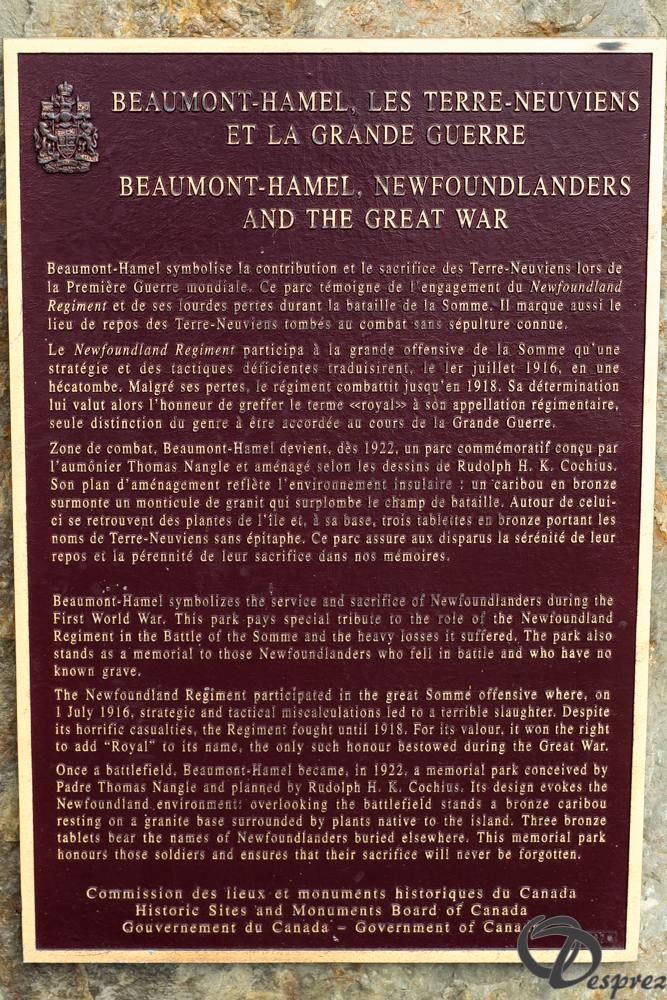 BEAUMONT-HAMEL, LES TERRE-NEUVIENS
ET LA GRANDE GUERRE
BEAUMONT-HAMEL, NEWFOUNDLANDERS
AND THE GREAT WAR
Beaumont-Hamel symbolise la contribution et le sacrifice des Terre-Neuviens lors de
la Première Guerre mondiale. Ce parc témoigne de l'engagement du Newfoundland
Regiment et de ses lourdes pertes durant la bataille de la Somme. Il marque aussi le
lieu de repos des Terre-Neuviens tombés au combat sans sépulture connue.
Le Newfoundland Regiment participa à la grande offensive de la Somme qu'une
stratégie et des tactiques déficientes traduisirent, le 1er juillet 1916, en une
hécatombe. Malgré ses pertes, le régiment combattit jusqu'en 1918. Sa détermination
lui valut alors l'honneur de greffer le terme «royal» à son appellation régimentaire,
seule distinction du genre à être accordée au cours de la Grande Guerre.
Zone de combat, Beaumont-Hamel devient, dès 1922, un parc commémoratif conçu par
l'aumônier Thomas Nangle et aménagé selon les dessins de Rudolph H. K. Cochius.
Son plan d'aménagement reflète l'environnement insulaire : un caribou en bronze
surmonte un monticule de granit qui surplombe le champ de bataille. Autour de celui-
ci se retrouvent des plantes de l'île et, à sa base, trois tablettes en bronze portant les
noms de Terre-Neuviens sans épitaphe. Ce parc assure aux disparus la sérénité de leur
repos et la pérennité de leur sacrifice dans nos mémoires.
Beaumont-Hamel symbolizes the service and sacrifice of Newfoundlanders during the
First World War. This park pays special tribute to the role of the Newfoundland
Regiment in the Battle of the Somme and the heavy losses it suffered. The park also
stands as a memorial to those Newfoundlanders who fell in battle and who have no
known grave.
The Newfoundland Regiment participated in the great Somme offensive where, on
1 July 1916, strategic and tactical miscalculations led to a terrible slaughter. Despite
its horrific casualties, the Regiment fought until 1918. For its valour, it won the right
to add "Royal" to its name, the only such honour bestowed during the Great War.
Once a battlefield, Beaumont-Hamel became, in 1922, a memorial park conceived by
Padre Thomas Nangle and planned by Rudolph H. K. Cochius. Its design evokes the
Newfoundland environment: overlooking the battlefield stands a bronze caribou
resting on a granite base surrounded by plants native to the island. Three bronze
tablets bear the names of Newfoundlanders buried elsewhere. This memorial park
honours those soldiers and ensures that their sacrifice will never be forgotten.
Commission des lieux et monuments historiques du Canada
Historic Sites and Monuments Board of Canada
Gouvernement du Canada – Government of Canada
Desprez